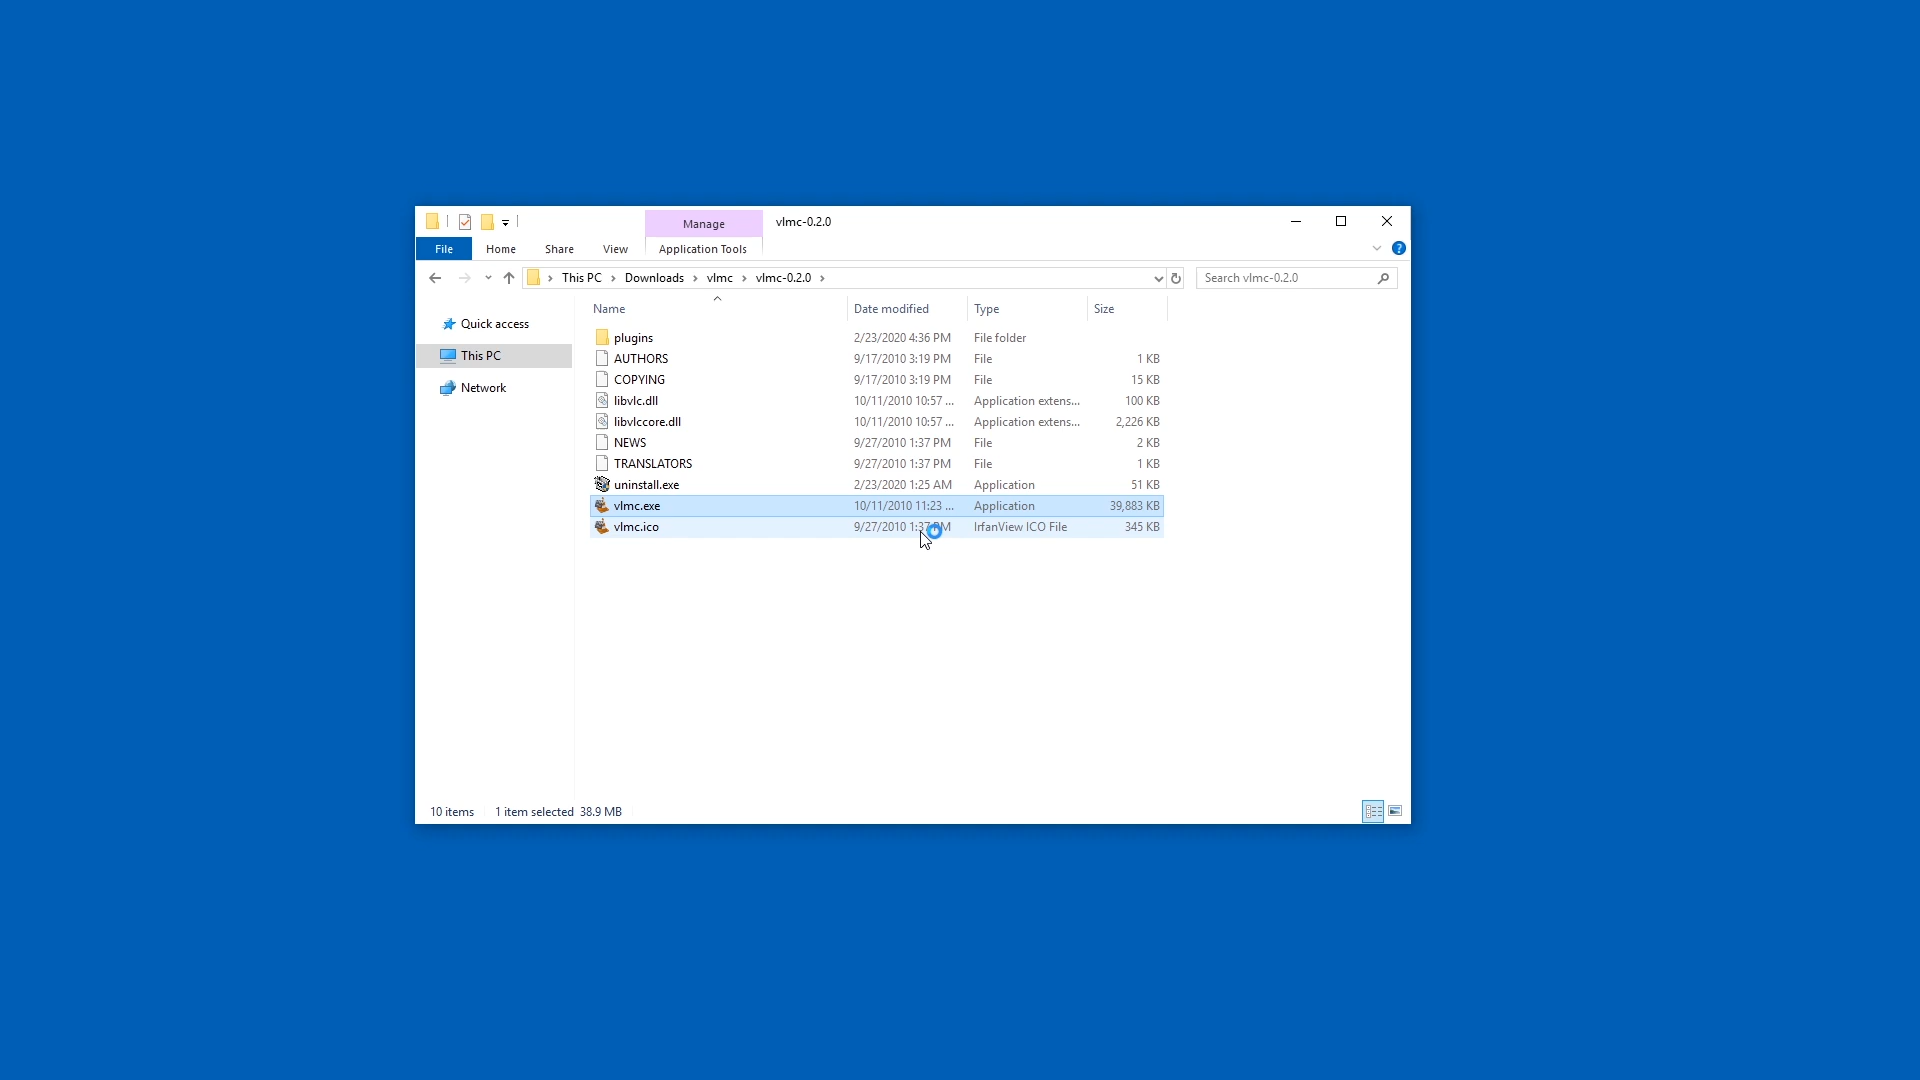 Manage vlmc-0.2.0
File Home Share View Application Tools
This PC Downloads vlmc vlmc-0.2.0 Search vlmc-0.2.0
Name Date modified Type Size
Quick access
This PC
Network
plugins 2/23/2020 4:36 PM File folder
AUTHORS 9/17/2010 3:19 PM File 1 KB
COPYING 9/17/2010 3:19 PM File 15 KB
libvlc.dll 10/11/2010 10:57 ... Application extens... 100 KB
libvlccore.dll 10/11/2010 10:57 ... Application extens... 2,226 KB
NEWS 9/27/2010 1:37 PM File 2 KB
TRANSLATORS 9/27/2010 1:37 PM File 1 KB
uninstall.exe 2/23/2020 1:25 AM Application 51 KB
vlmc.exe 10/11/2010 11:23 ... Application 39,883 KB
vlmc.ico 9/27/2010 1:37 PM IrfanView ICO File 345 KB
10 items 1 item selected 38.9 MB